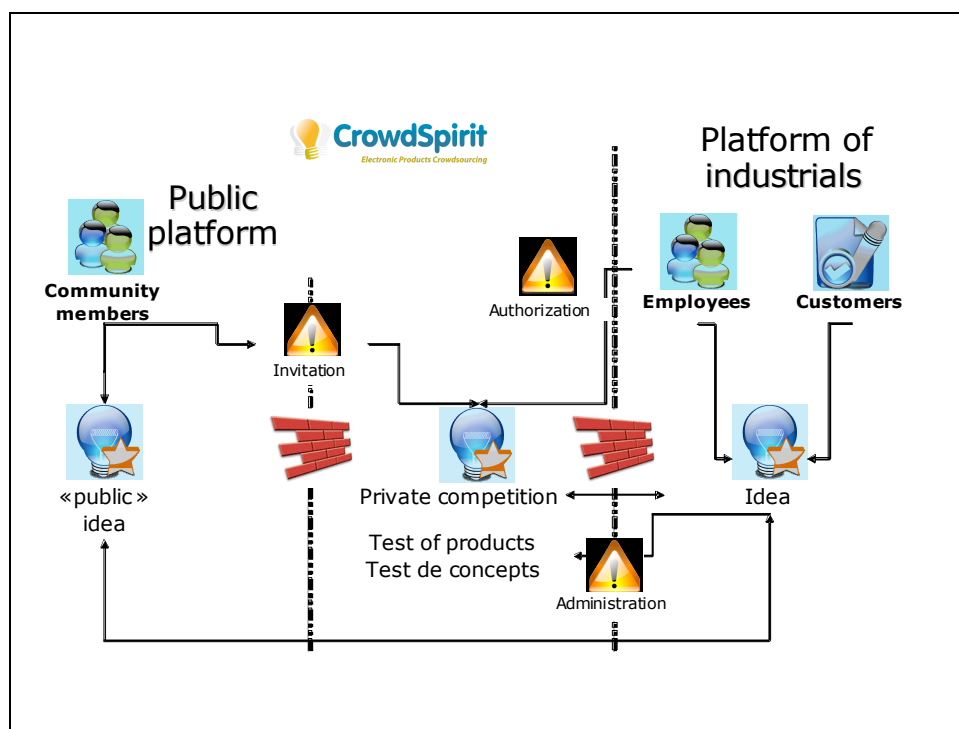 CrowdSpirit
Electronic Products Crowdsourcing
Platform of
industrials
Public
platform
Community
members
Authorization
Employees
Customers
Invitation
«public»
idea
Private competition
Idea
Test of products
Test de concepts
Administration